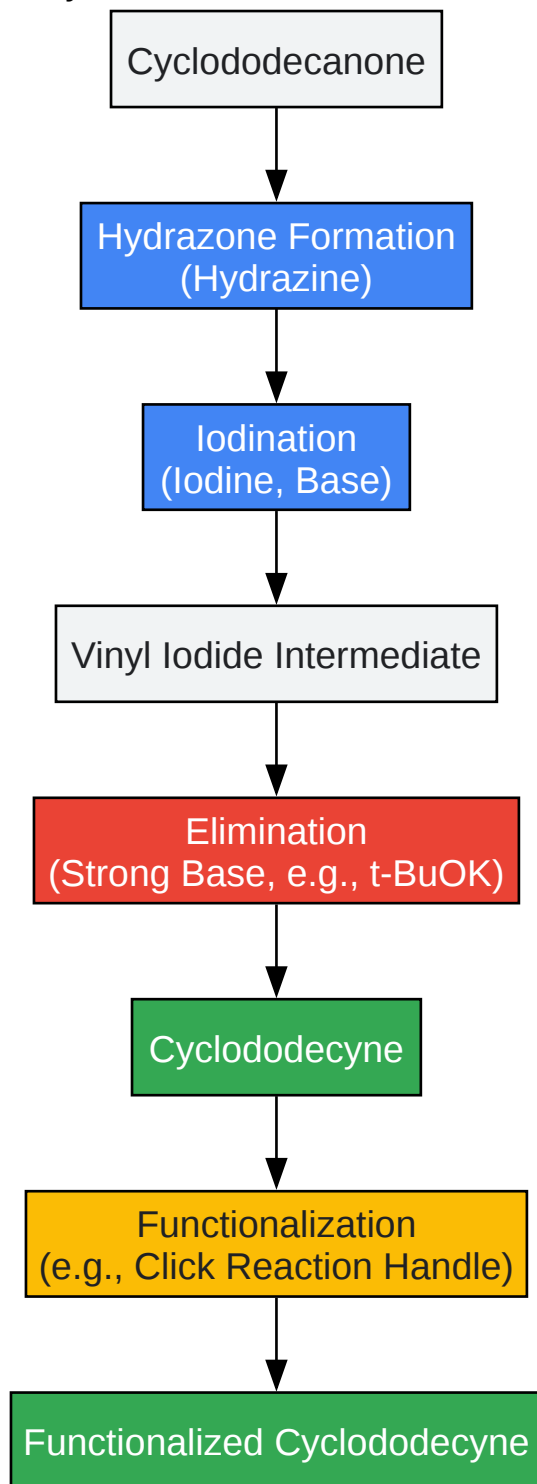 Cyclododecanone
Hydrazone Formation
(Hydrazine)
Iodination
(Iodine, Base)
Vinyl Iodide Intermediate
Elimination
(Strong Base, e.g., t-BuOK)
Cyclododecyne
Functionalization
(e.g., Click Reaction Handle)
Functionalized Cyclododecyne